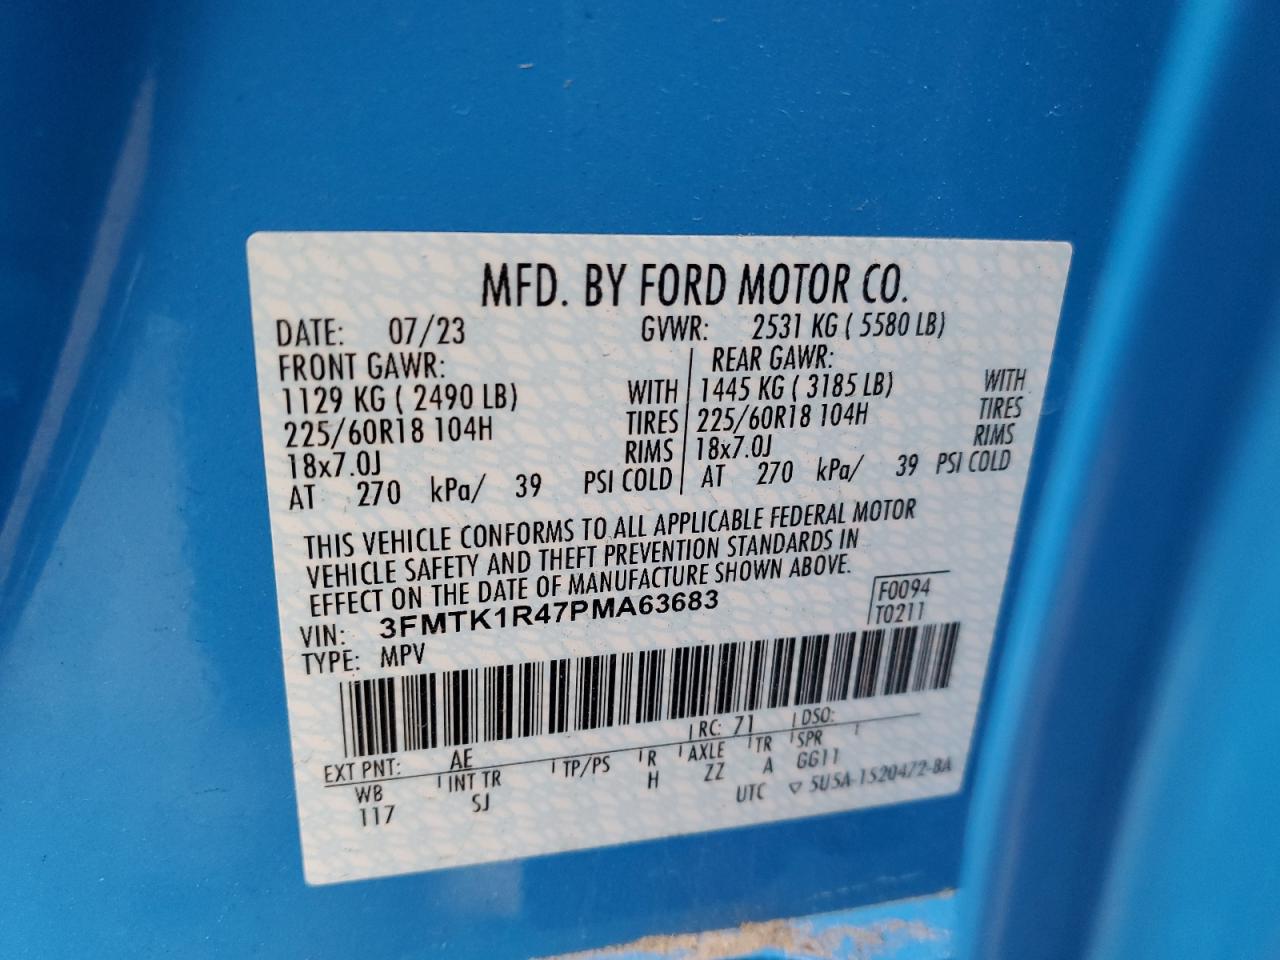 MFD. BY FORD MOTOR CO.
DATE: 07/23 GVWR: 2531 KG ( 5580 LB)
FRONT GAWR: REAR GAWR:
1129 KG ( 2490 LB) WITH 1445 KG ( 3185 LB) WITH
225/60R18 104H TIRES 225/60R18 104H TIRES
18x7.0J RIMS 18x7.0J RIMS
AT 270 kPa/ 39 PSI COLD AT 270 kPa/ 39 PSI COLD
THIS VEHICLE CONFORMS TO ALL APPLICABLE FEDERAL MOTOR
VEHICLE SAFETY AND THEFT PREVENTION STANDARDS IN
EFFECT ON THE DATE OF MANUFACTURE SHOWN ABOVE.
VIN: 3FMTK1R47PMA63683 F0094
TYPE: MPV T0211
EXT PNT: AE RC: 71 DSO:
WB INT TR TP/PS R AXLE TR SPR
117 SJ H ZZ A GG11
UTC ▽ 5U5A-1520472-BA